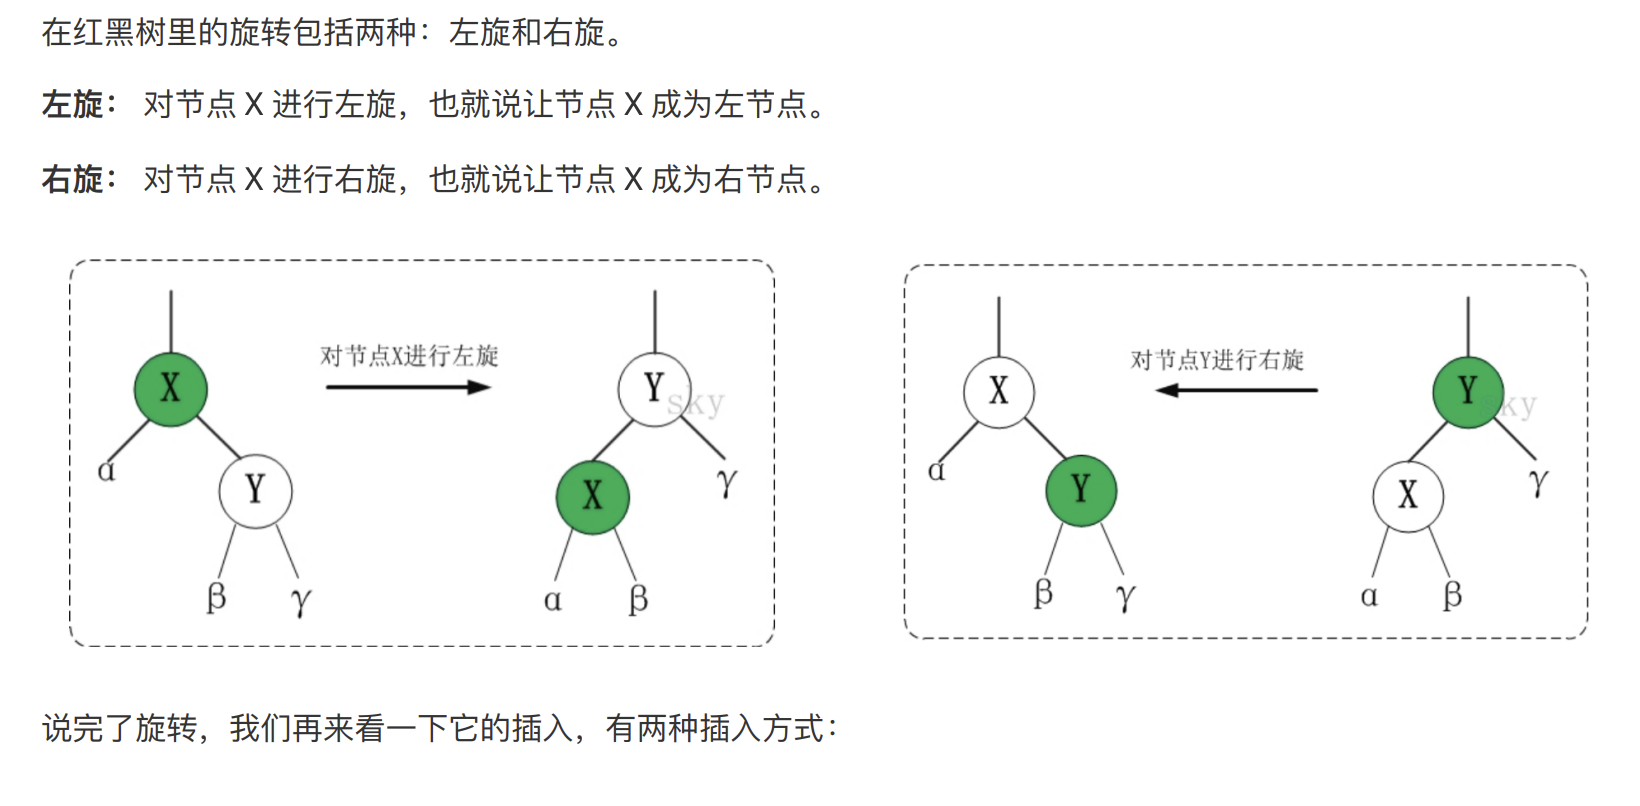 在红黑树里的旋转包括两种：左旋和右旋。
左旋： 对节点 X 进行左旋，也就说让节点 X 成为左节点。
右旋： 对节点 X 进行右旋，也就说让节点 X 成为右节点。
对节点X进行左旋
X
α
Y
β
γ
Y
sky
X
γ
α
β
对节点Y进行右旋
X
α
Y
β
γ
Y
ky
X
γ
α
β
说完了旋转，我们再来看一下它的插入，有两种插入方式：